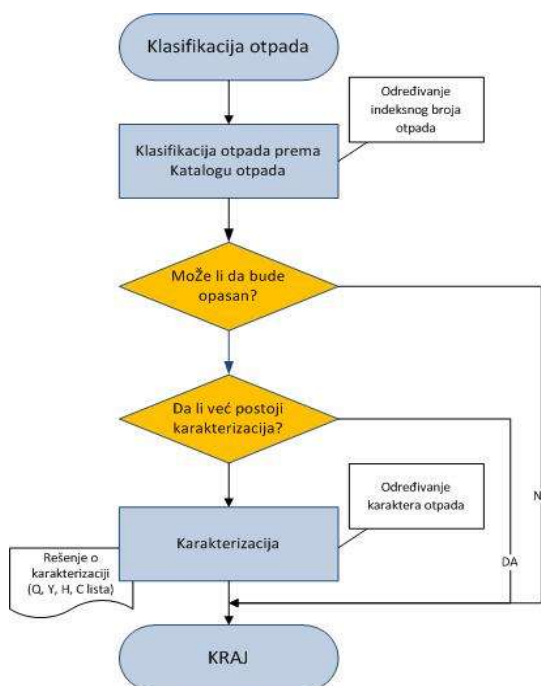 Klasifikacija otpada
Određivanje
indeksnog broja
otpada
Klasifikacija otpada prema
Katalogu otpada
MoŽe li da bude
opasan?
Da li već postoji
karakterizacija?
Određivanje
karaktera otpada
N
Karakterizacija
Rešenje o
karakterizaciji
(Q, Y, H, C lista)
DA
KRAJ